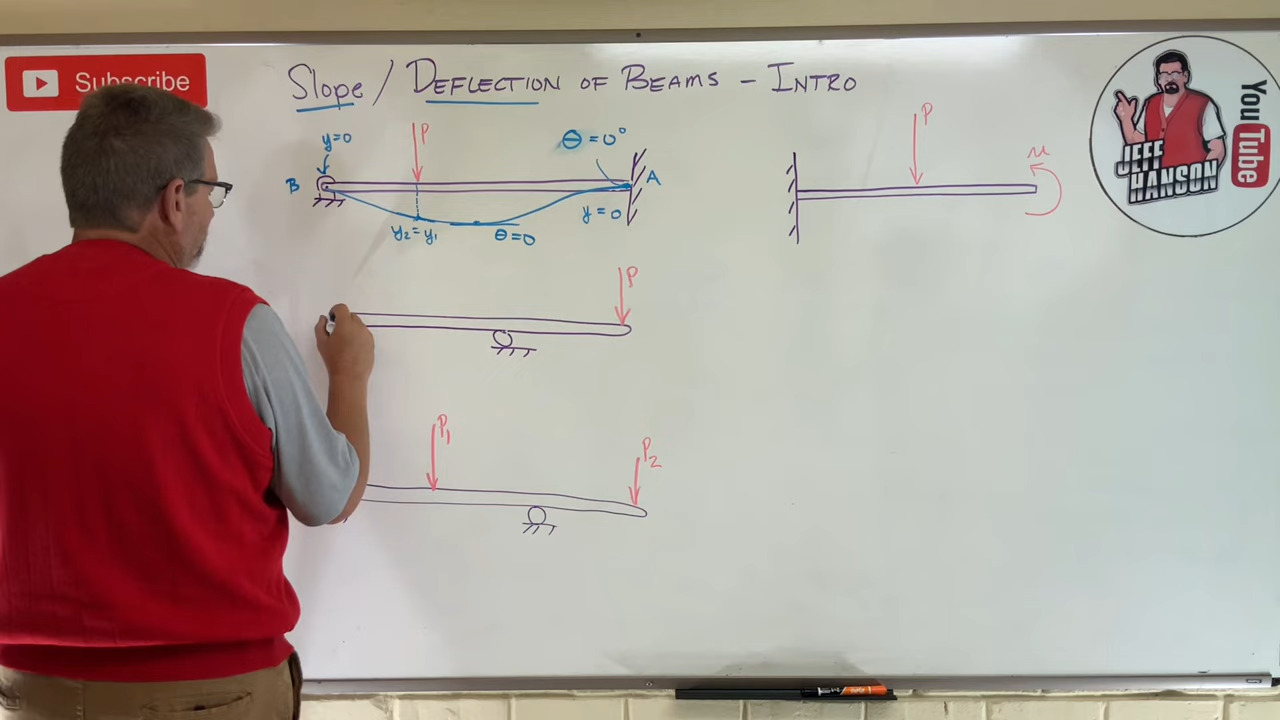 Subscribe
SLOPE / DEFLECTION OF BEAMS - INTRO
y=0
P
θ=0°
B
A
y=0
y₂=y₁
θ=0
P
P₁
P₂
P
M
JEFF
HANSON
YouTube